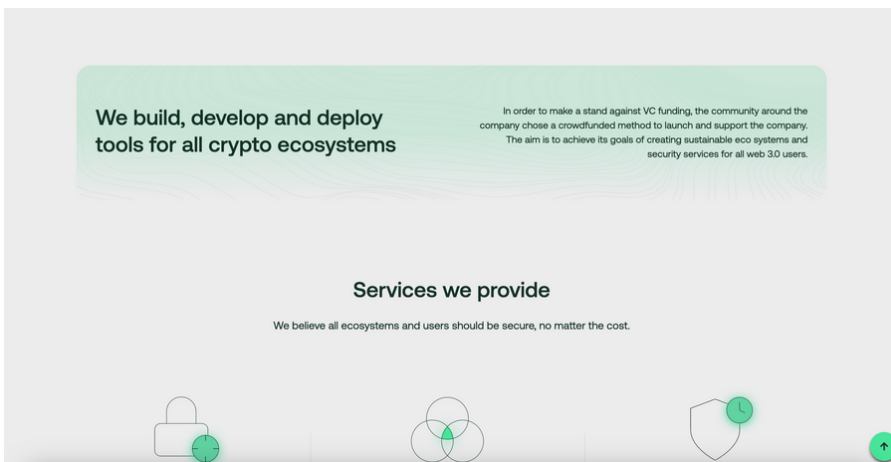 We build, develop and deploy
tools for all crypto ecosystems
In order to make a stand against VC funding, the community around the
company chose a crowdfunded method to launch and support the company.
The aim is to achieve its goals of creating sustainable eco systems and
security services for all web 3.0 users.
Services we provide
We believe all ecosystems and users should be secure, no matter the cost.